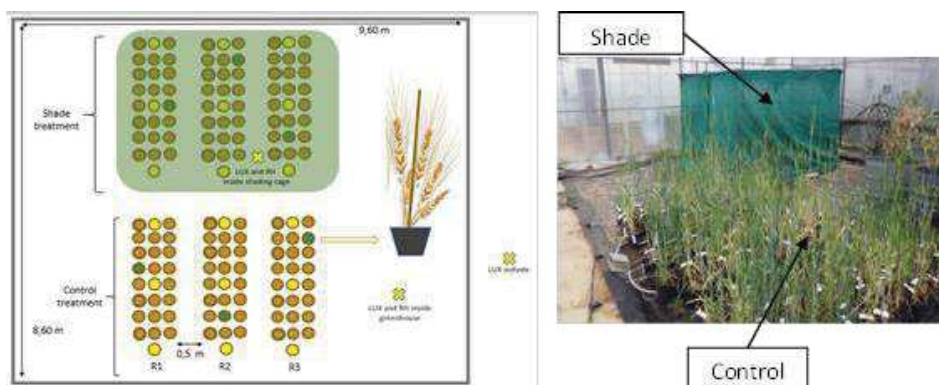 9,60 m
Shade
treatment
LUX and RH
inside shading cage
Control
treatment
8,60 m
0,5 m
R1
R2
R3
LUX and RH inside
greenhouse
LUX outside
Shade
Control